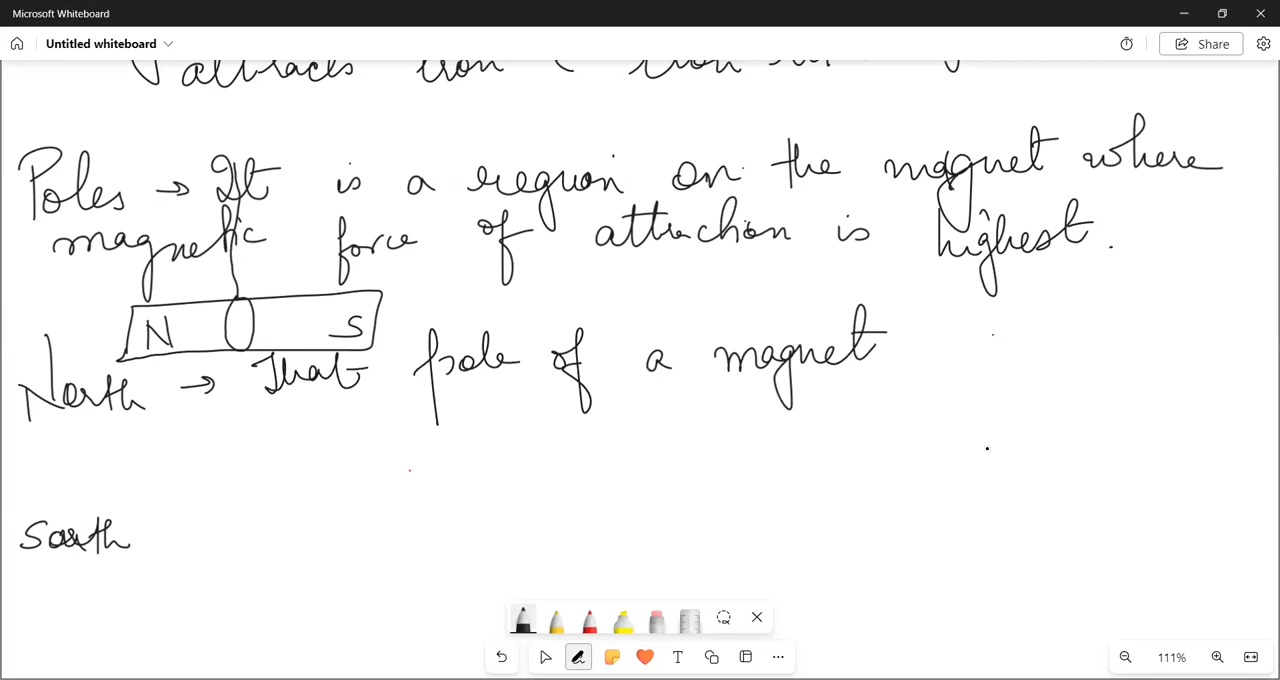 Microsoft Whiteboard
Untitled whiteboard
Share
attracts iron
Poles → It is a region on the magnet where
magnetic force of attraction is highest.
N S
North → That pole of a magnet
South
111%